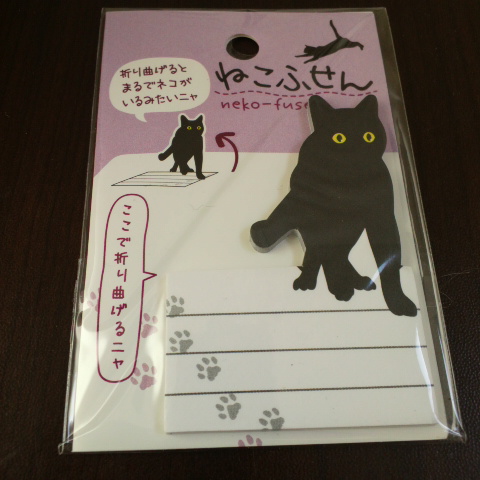 折り曲げると
まるでネコが
いるみたいニャ
ねこふせん
neko-fusen
ここで折り曲げるニャ